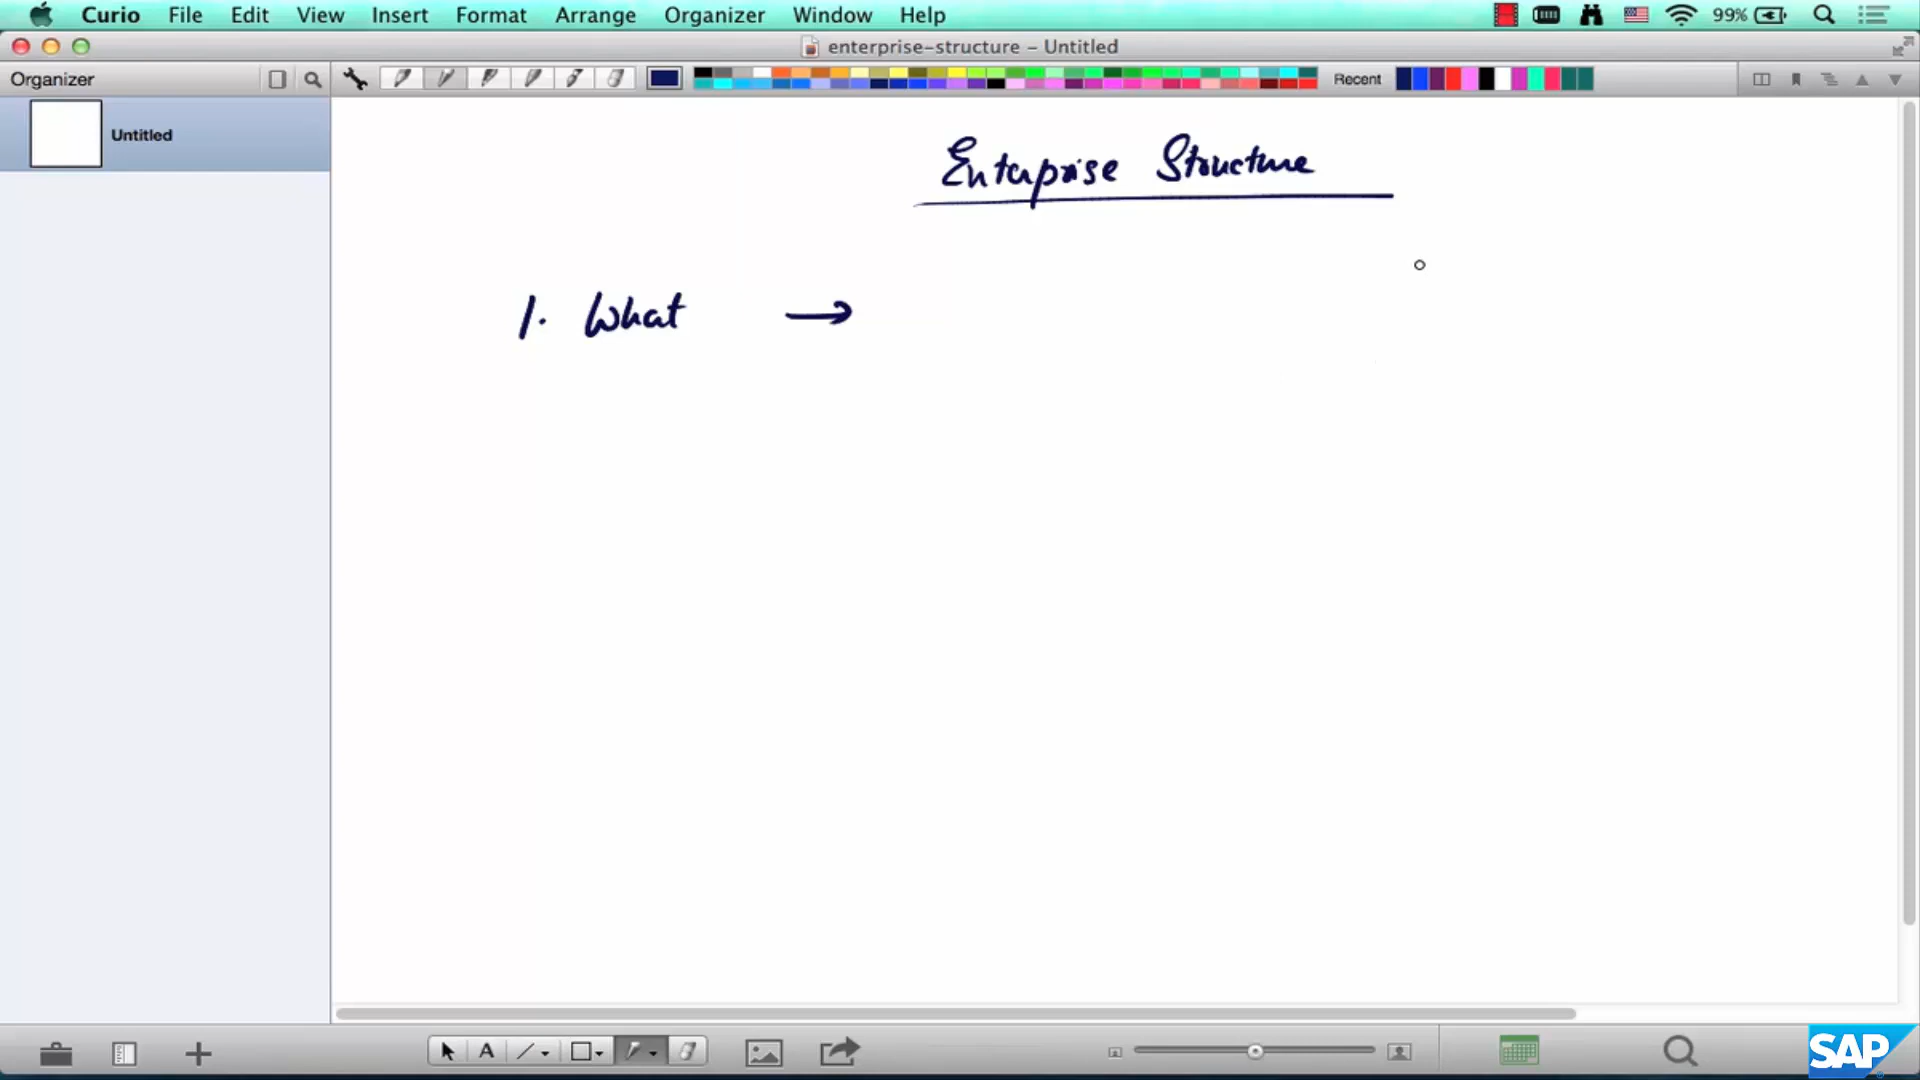 Curio File Edit View Insert Format Arrange Organizer Window Help 99%
enterprise-structure – Untitled
Organizer Recent
Untitled
Enterprise Structure
1. What →
A
SAP